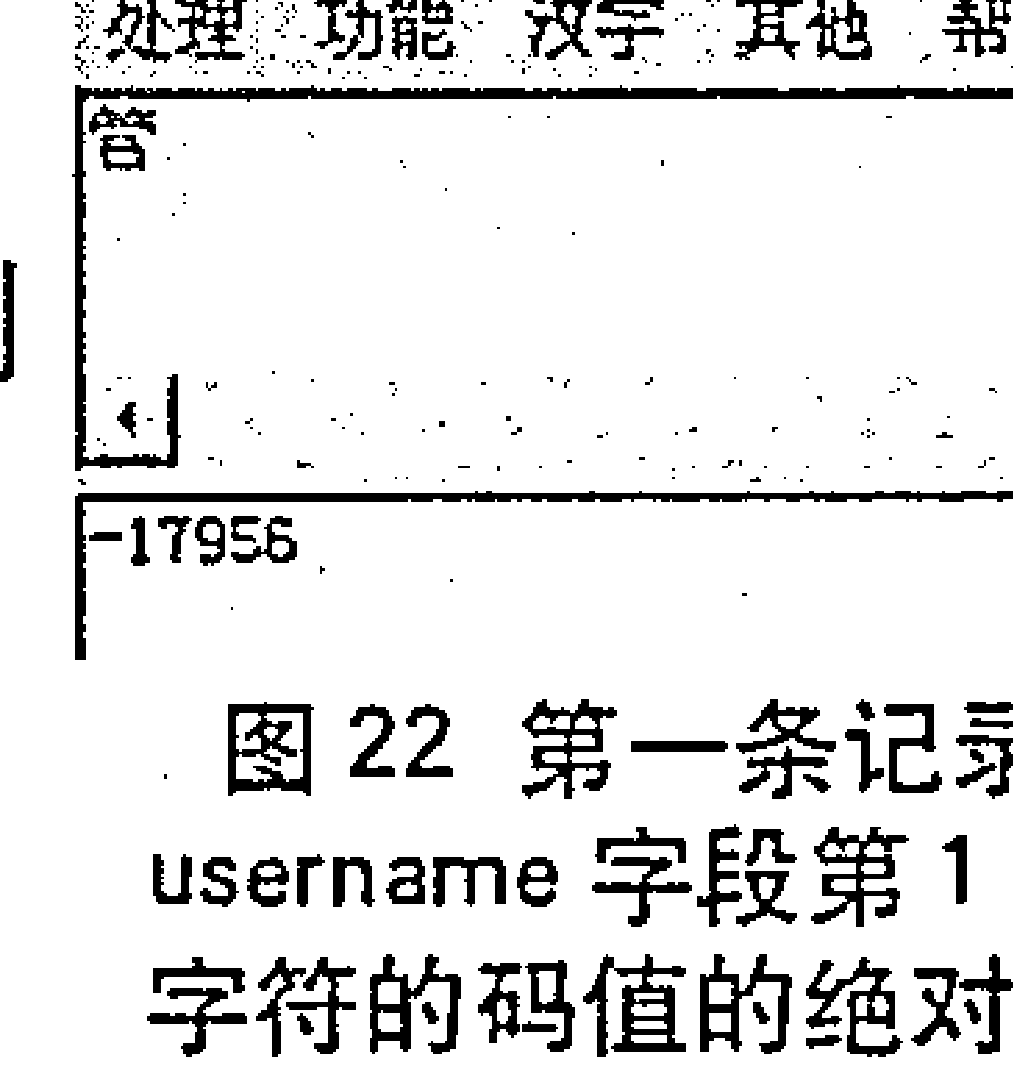 处理 功能 汉字 其他 帮
管
-17956
图 22 第一条记录
username 字段第 1
字符的码值的绝对